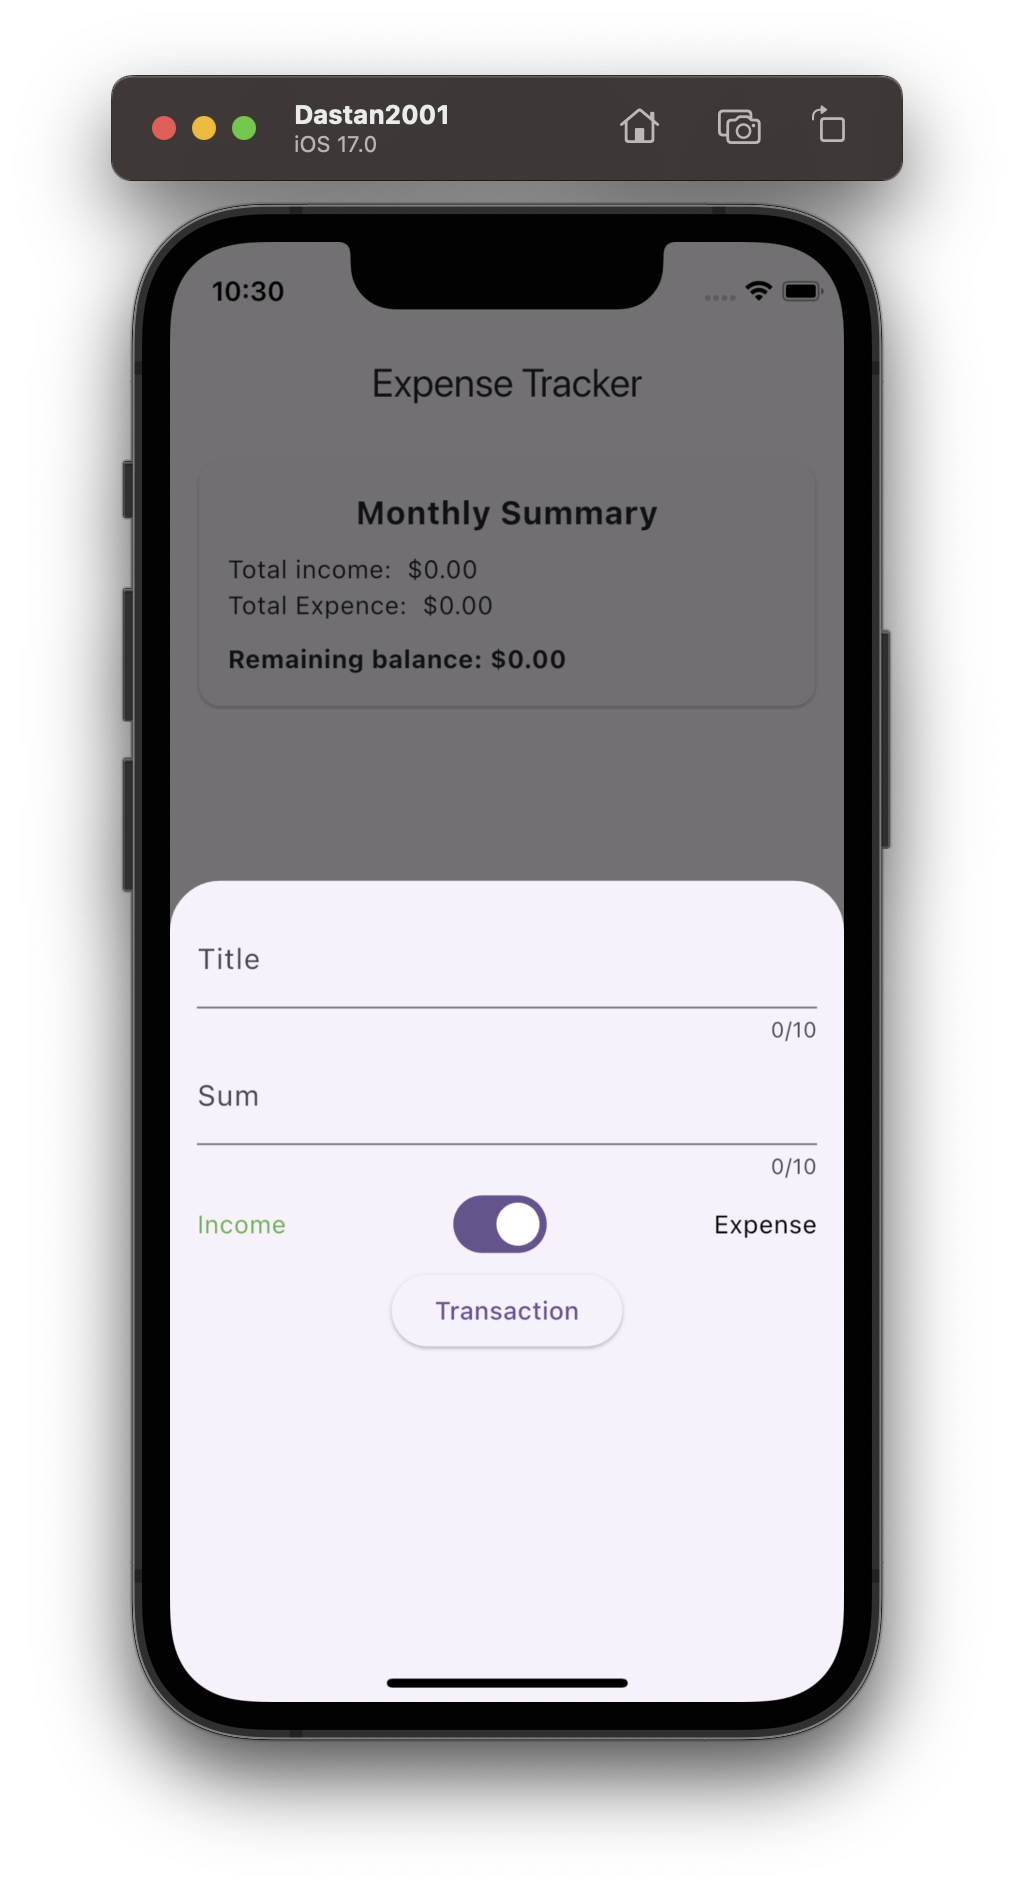 Dastan2001
iOS 17.0
10:30
Expense Tracker
Monthly Summary
Total income: $0.00
Total Expence: $0.00
Remaining balance: $0.00
Title
0/10
Sum
0/10
Income Expense
Transaction